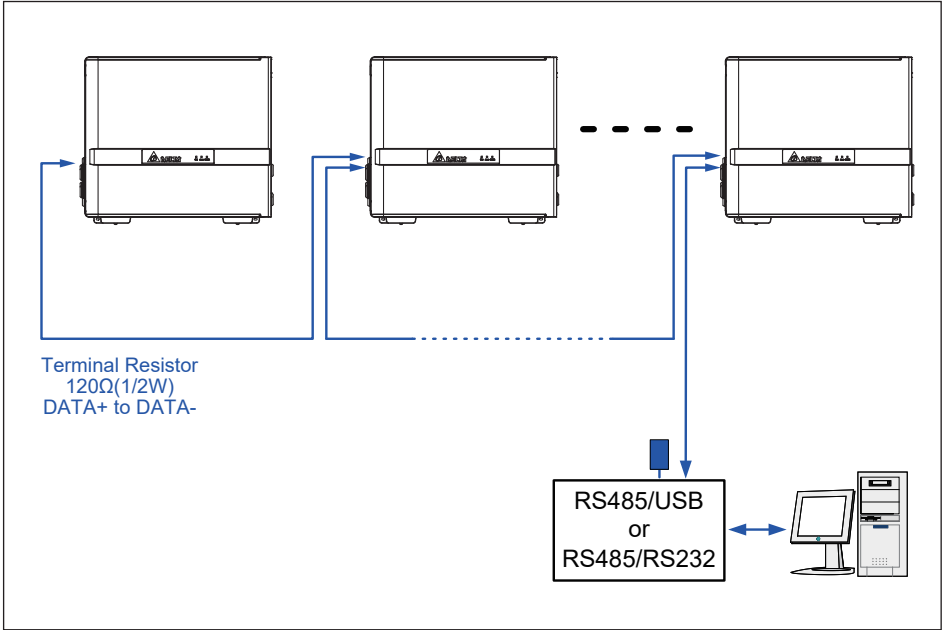 Terminal Resistor
120Ω(1/2W)
DATA+ to DATA-
RS485/USB
or
RS485/RS232